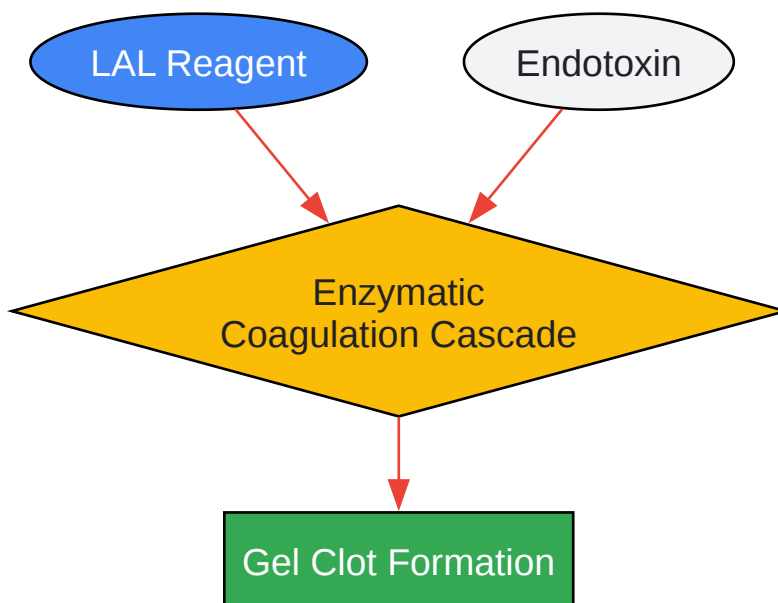 LAL Reagent
Endotoxin
Enzymatic
Coagulation Cascade
Gel Clot Formation